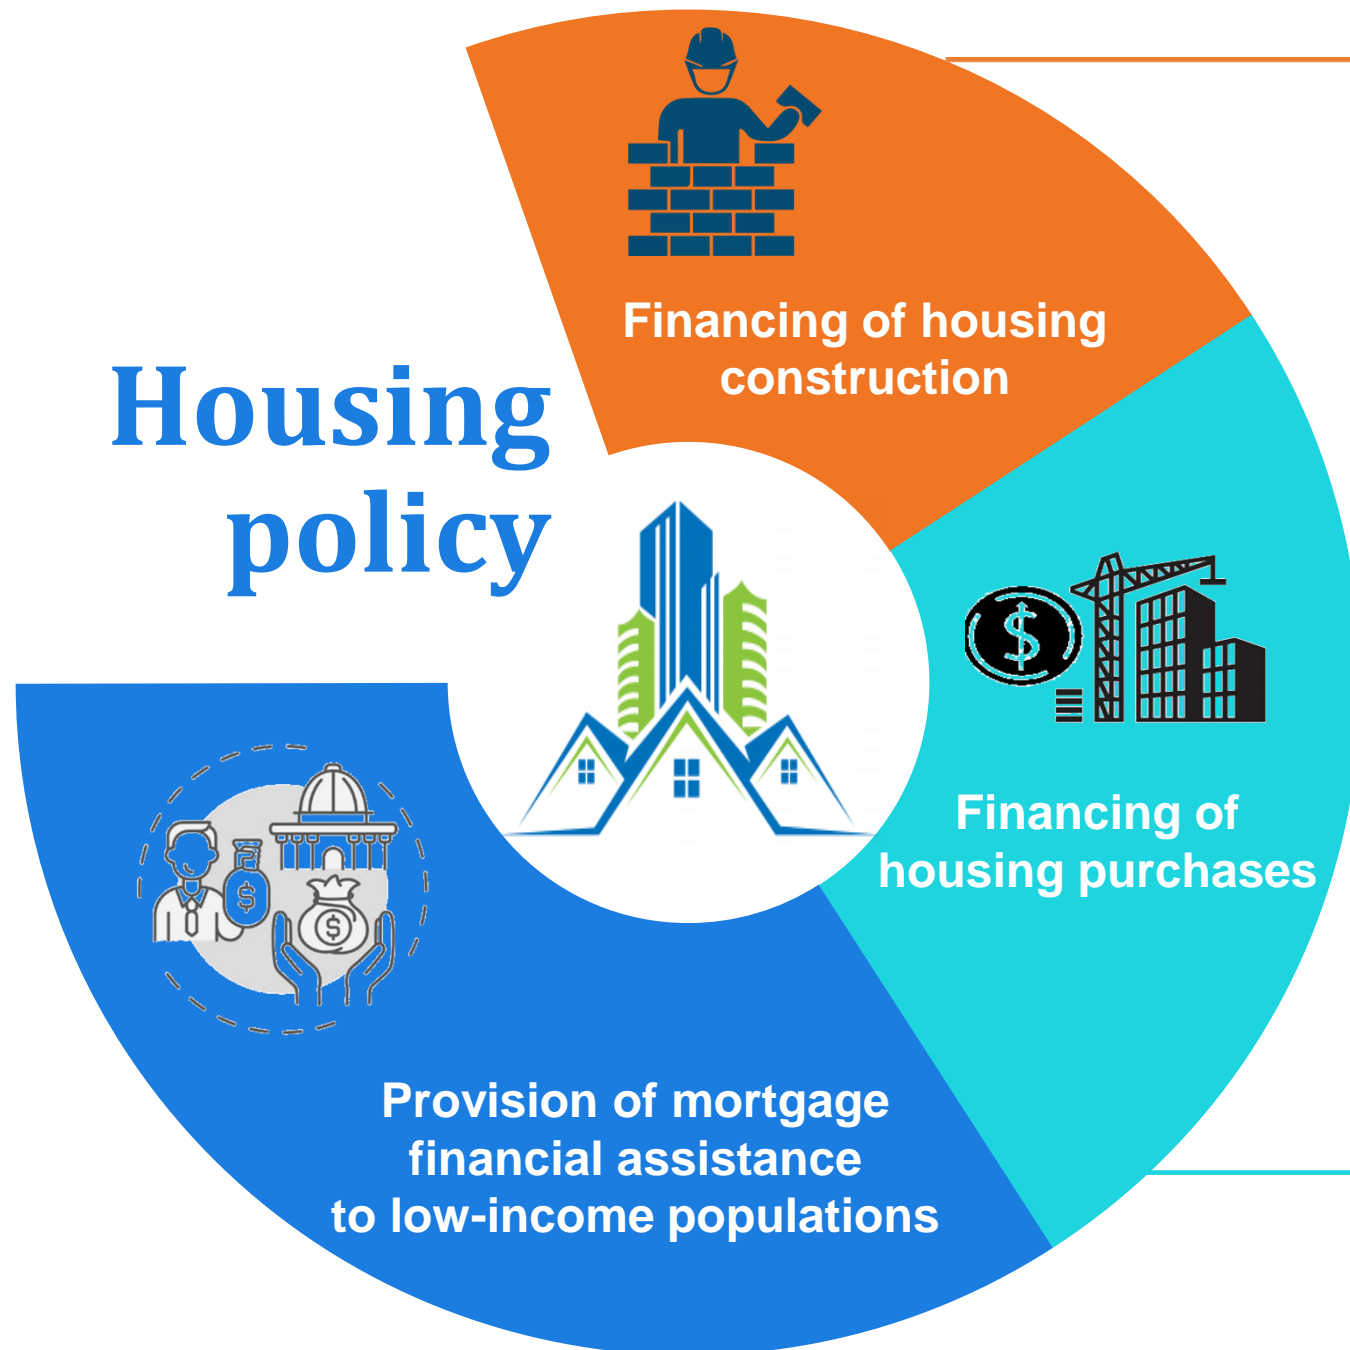 Housing
policy
Financing of housing
construction
Financing of
housing purchases
Provision of mortgage
financial assistance
to low-income populations